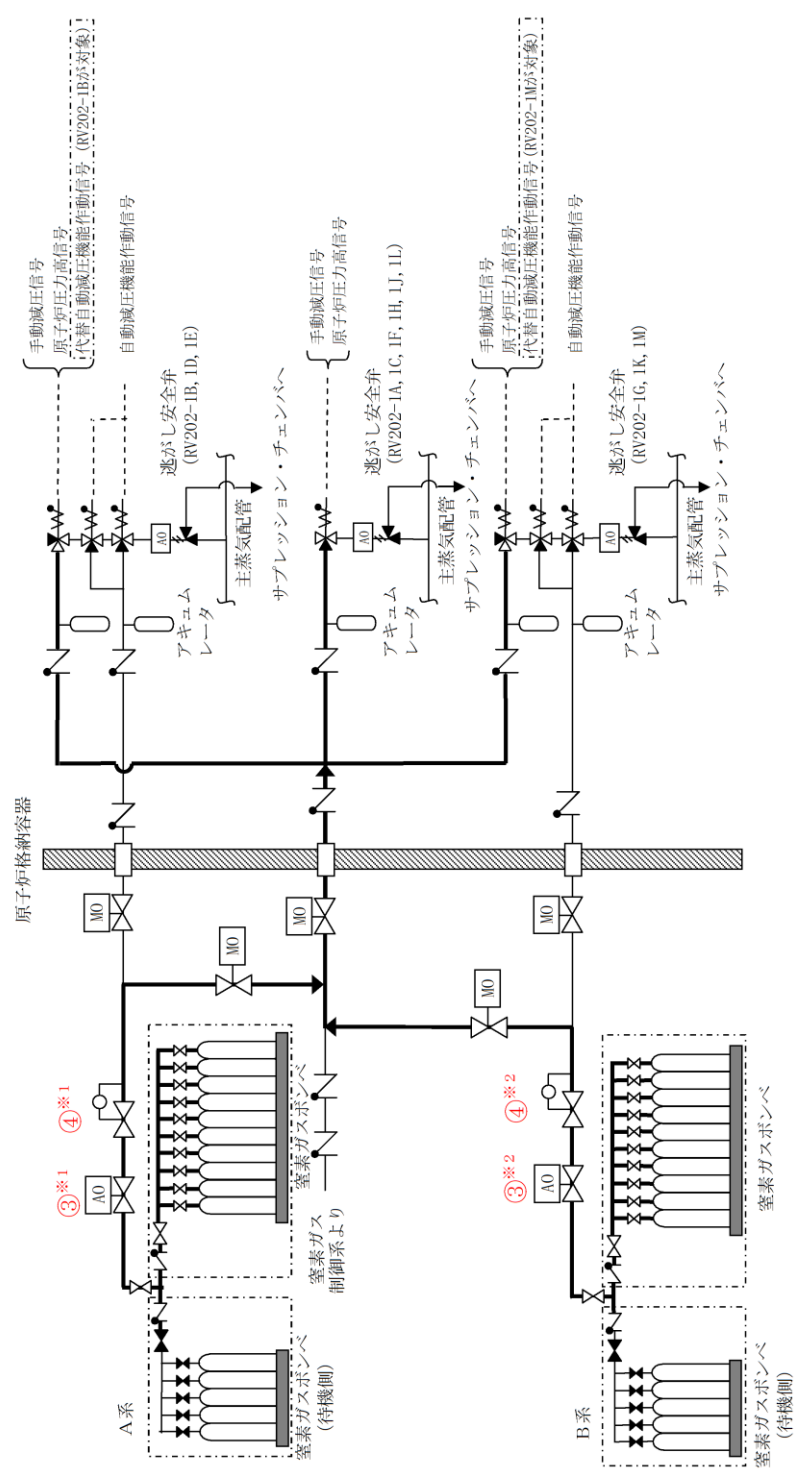 手動減圧信号
原子炉圧力高信号
(代替自動減圧機能作動信号 (RV202-1Bが対象)
自動減圧機能作動信号
逃がし安全弁
(RV202-1B, 1D, 1E)
サプレッション・チェンバへ
AO
主蒸気配管
アキュム
レータ
手動減圧信号
原子炉圧力高信号
逃がし安全弁
(RV202-1A, 1C, 1F, 1H, 1J, 1L)
サプレッション・チェンバへ
AO
主蒸気配管
アキュム
レータ
手動減圧信号
原子炉圧力高信号
(代替自動減圧機能作動信号 (RV202-1Mが対象)
自動減圧機能作動信号
逃がし安全弁
(RV202-1G, 1K, 1M)
サプレッション・チェンバへ
AO
主蒸気配管
アキュム
レータ
原子炉格納容器
MO
MO
MO
MO
MO
④※1
③※1
AO
④※2
③※2
AO
窒素ガスボンベ
窒素ガス
制御系より
窒素ガスボンベ
A系
窒素ガスボンベ
(待機側)
B系
窒素ガスボンベ
(待機側)